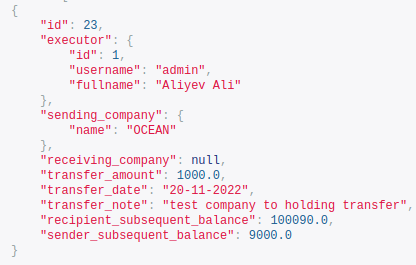 {
"id": 23,
"executor": {
"id": 1,
"username": "admin",
"fullname": "Aliyev Ali"
},
"sending_company": {
"name": "OCEAN"
},
"receiving_company": null,
"transfer_amount": 1000.0,
"transfer_date": "20-11-2022",
"transfer_note": "test company to holding transfer",
"recipient_subsequent_balance": 100090.0,
"sender_subsequent_balance": 9000.0
}